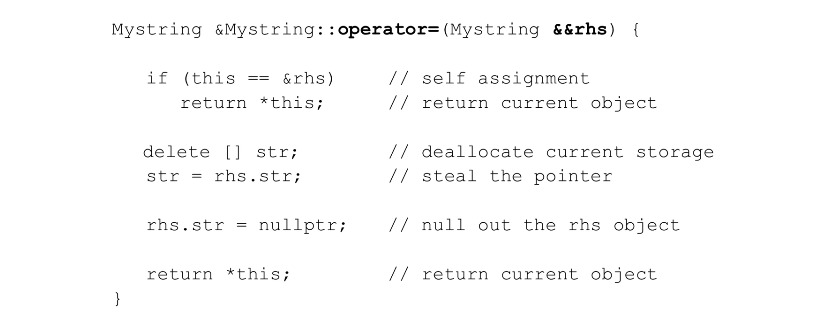 Mystring &Mystring::operator=(Mystring &&rhs) {
if (this == &rhs) // self assignment
return *this; // return current object
delete [] str; // deallocate current storage
str = rhs.str; // steal the pointer
rhs.str = nullptr; // null out the rhs object
return *this; // return current object
}